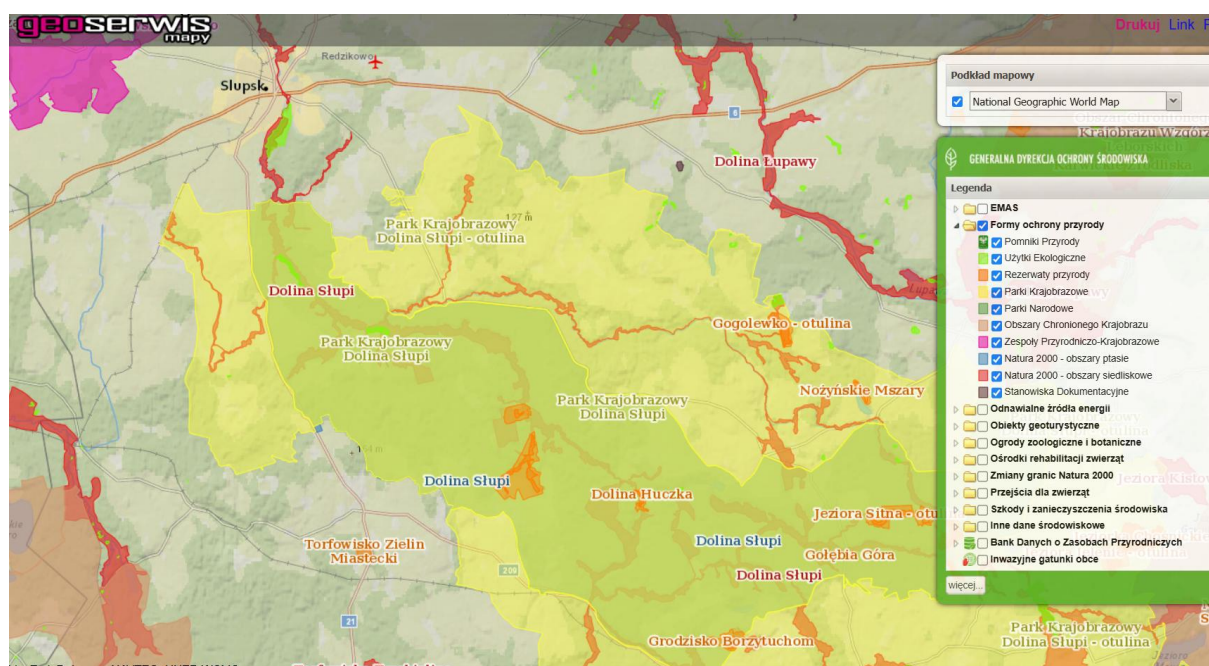 geoserwis
mapy
Drukuj Link
Redzikowo
Slupsk
6
Dolina Łupawy
Park Krajobrazowy
Dolina Słupi - otulina
127 m
Dolina Słupi
Park Krajobrazowy
Dolina Słupi
Gogolewko - otulina
Nożyńskie Mszary
Park Krajobrazowy
Dolina Słupi
154 m
Dolina Słupi
Dolina Huczka
Jeziora Sitna - otu
Torfowisko Zielin
Miastecki
Dolina Słupi
Gołębia Góra
Dolina Słupi
208
21
Grodzisko Borzytuchom
Park Krajobrazowy
Dolina Słupi - otulina
Podkład mapowy
National Geographic World Map
Krajobrazu Wzgórz
GENERALNA DYREKCJA OCHRONY ŚRODOWISKA
Legenda
EMAS
Formy ochrony przyrody
Pomniki Przyrody
Użytki Ekologiczne
Rezerwaty przyrody
Parki Krajobrazowe
Parki Narodowe
Obszary Chronionego Krajobrazu
Zespoły Przyrodniczo-Krajobrazowe
Natura 2000 - obszary ptasie
Natura 2000 - obszary siedliskowe
Stanowiska Dokumentacyjne
Odnawialne źródła energii
Obiekty geoturystyczne
Ogrody zoologiczne i botaniczne
Ośrodki rehabilitacji zwierząt
Zmiany granic Natura 2000
Przejścia dla zwierząt
Szkody i zanieczyszczenia środowiska
Inne dane środowiskowe
Bank Danych o Zasobach Przyrodniczych
Inwazyjne gatunki obce
więcej...